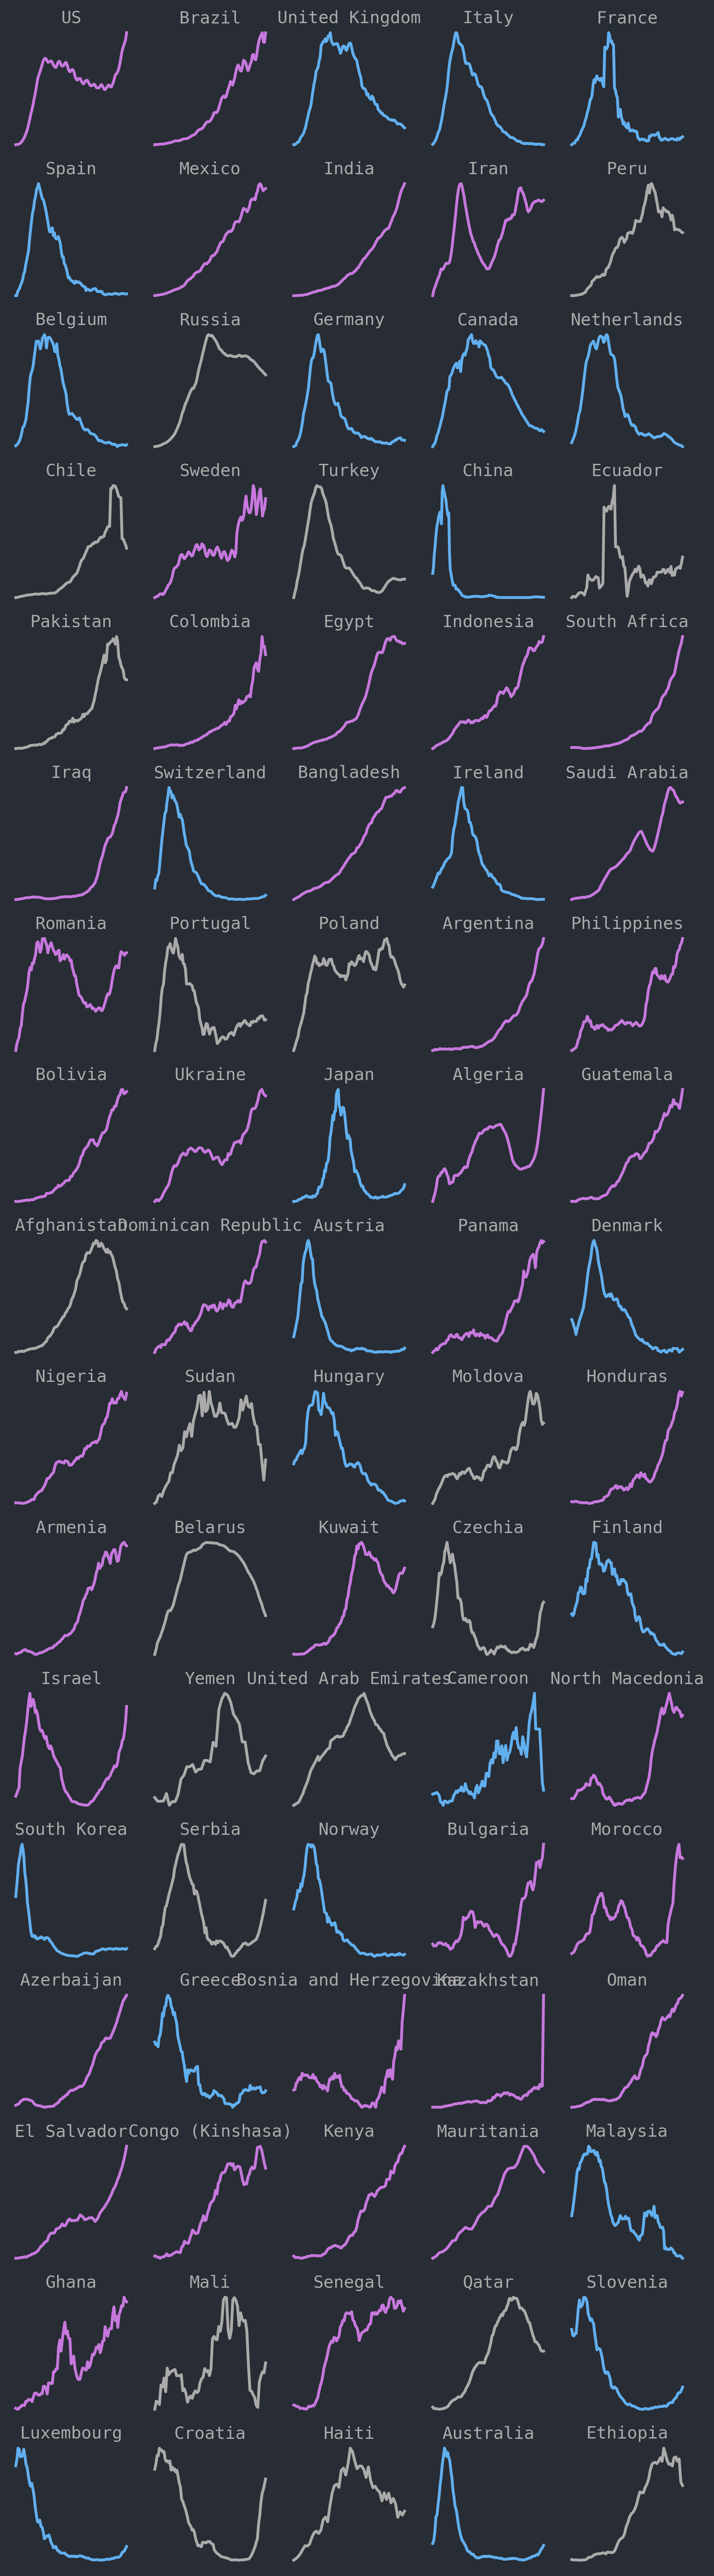 US Brazil United Kingdom Italy France
Spain Mexico India Iran Peru
Belgium Russia Germany Canada Netherlands
Chile Sweden Turkey China Ecuador
Pakistan Colombia Egypt Indonesia South Africa
Iraq Switzerland Bangladesh Ireland Saudi Arabia
Romania Portugal Poland Argentina Philippines
Bolivia Ukraine Japan Algeria Guatemala
Afghanistan Dominican Republic Austria Panama Denmark
Nigeria Sudan Hungary Moldova Honduras
Armenia Belarus Kuwait Czechia Finland
Israel Yemen United Arab Emirates Cameroon North Macedonia
South Korea Serbia Norway Bulgaria Morocco
Azerbaijan Greece Bosnia and Herzegovina Kazakhstan Oman
El Salvador Congo (Kinshasa) Kenya Mauritania Malaysia
Ghana Mali Senegal Qatar Slovenia
Luxembourg Croatia Haiti Australia Ethiopia